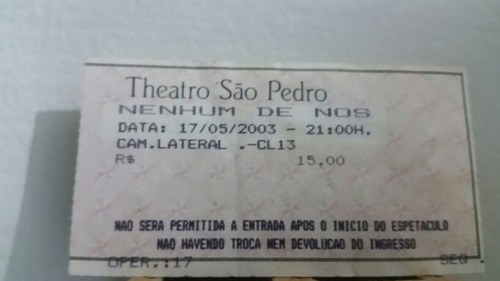 Theatro São Pedro
NENHUM DE NOS
DATA: 17/05/2003 - 21:00H.
CAM.LATERAL .-CL13
R$ 15,00
NAO SERA PERMITIDA A ENTRADA APOS O INICIO DO ESPETACULO
NAO HAVENDO TROCA NEM DEVOLUCAO DO INGRESSO
OPER.:17 SEQ